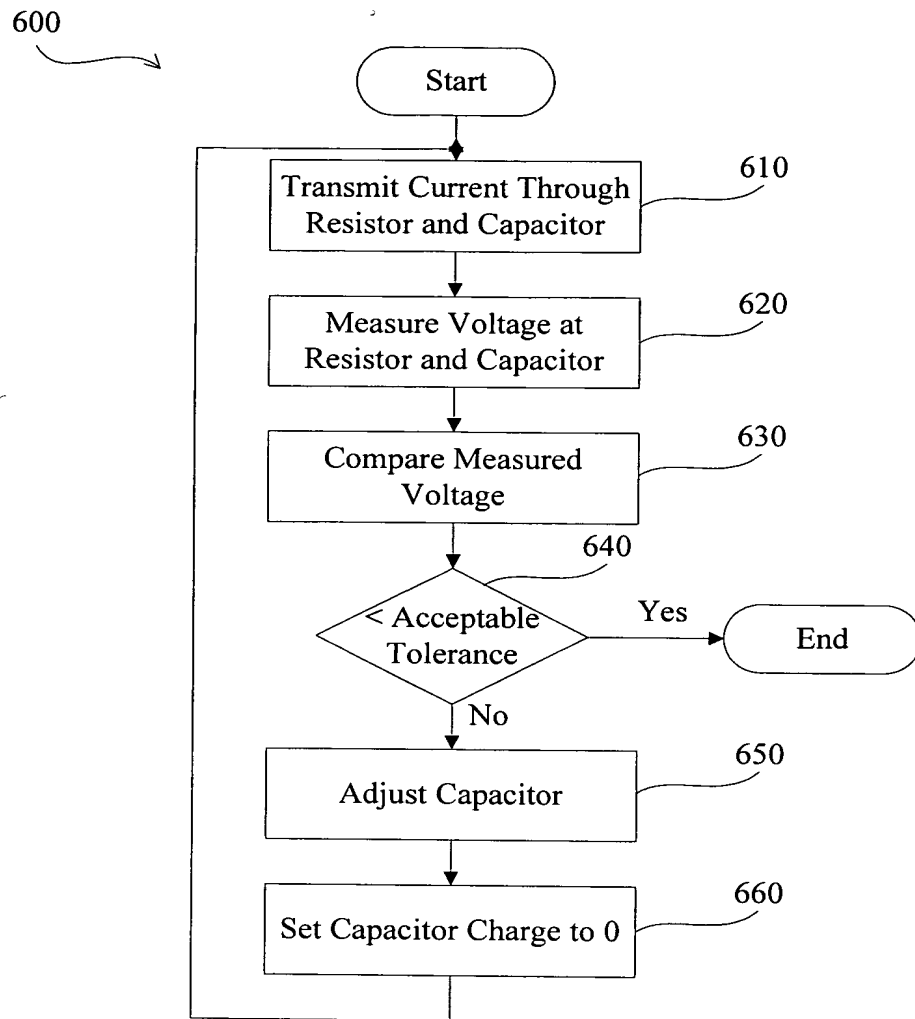 600
Start
610
Transmit Current Through
Resistor and Capacitor
620
Measure Voltage at
Resistor and Capacitor
630
Compare Measured
Voltage
640
< Acceptable
Tolerance
Yes
End
No
650
Adjust Capacitor
660
Set Capacitor Charge to 0